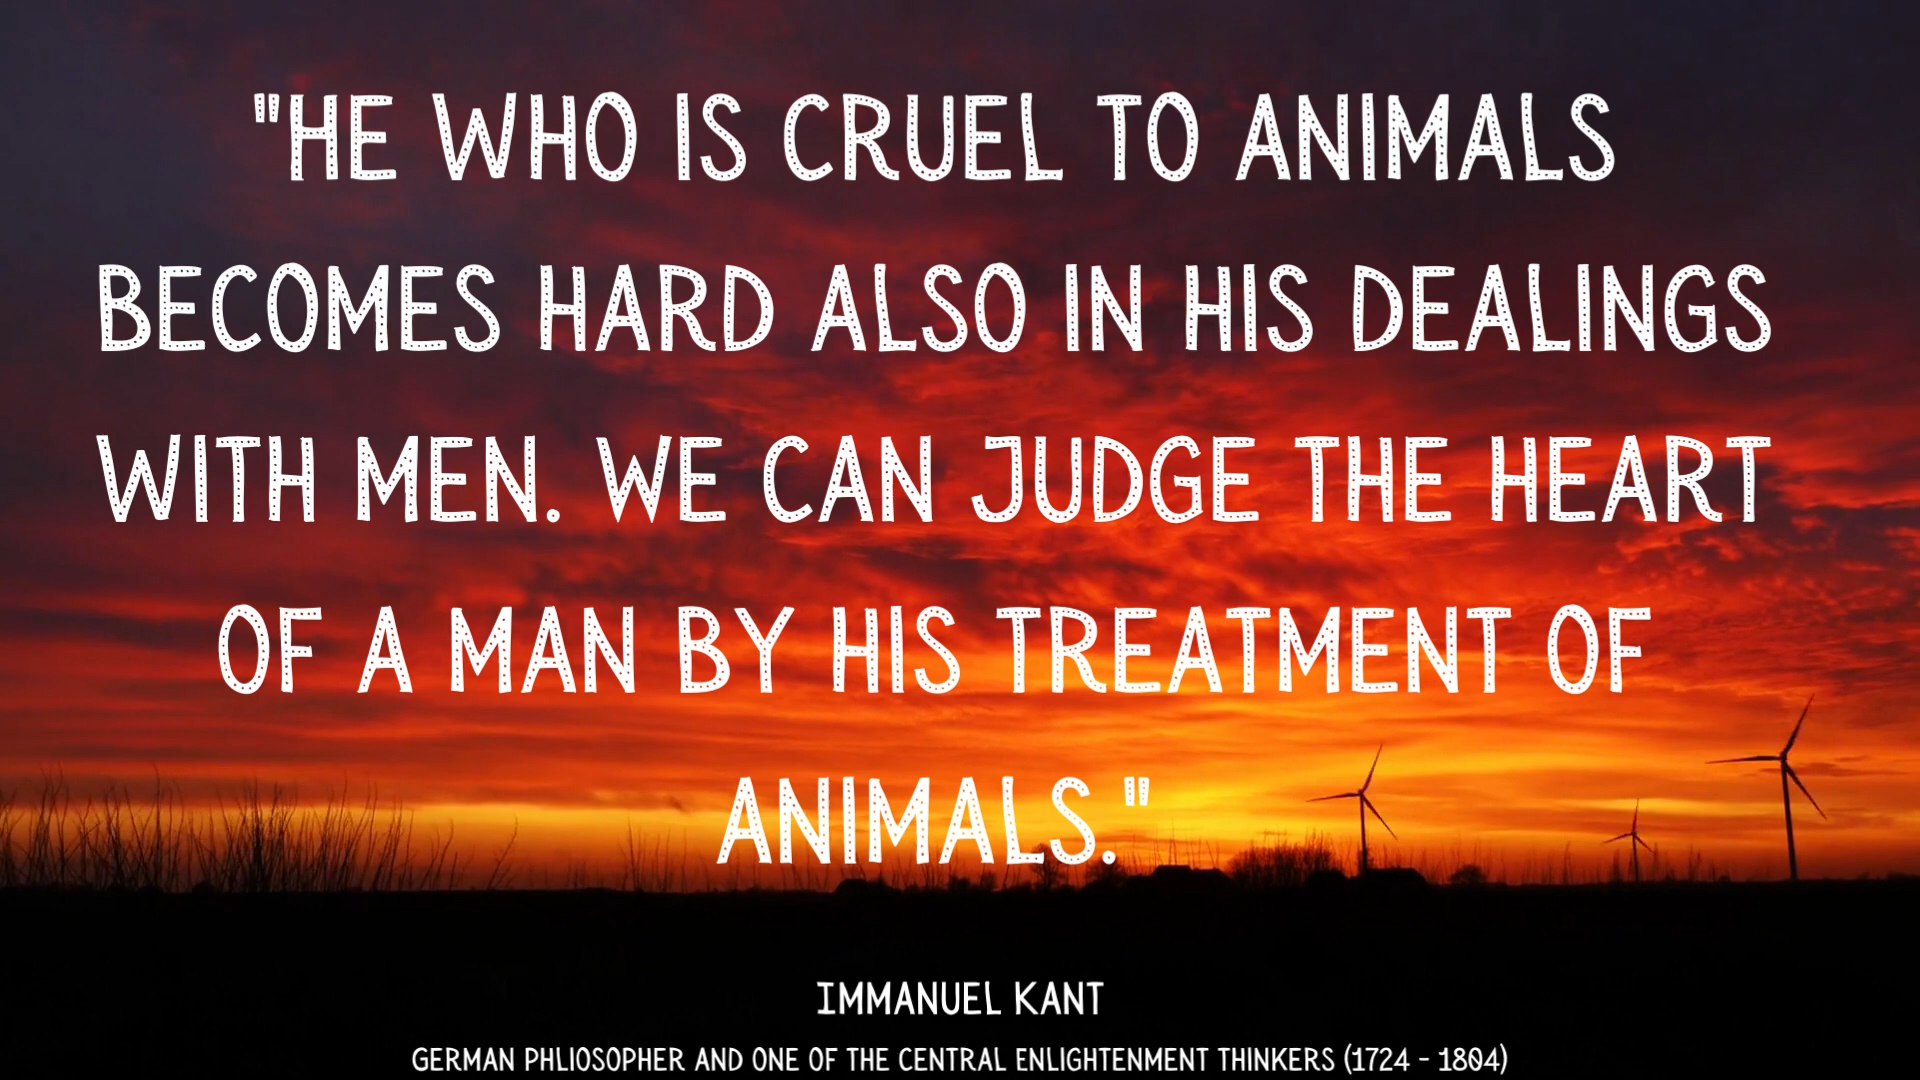 "HE WHO IS CRUEL TO ANIMALS
BECOMES HARD ALSO IN HIS DEALINGS
WITH MEN. WE CAN JUDGE THE HEART
OF A MAN BY HIS TREATMENT OF
ANIMALS."
IMMANUEL KANT
GERMAN PHLIOSOPHER AND ONE OF THE CENTRAL ENLIGHTENMENT THINKERS (1724 - 1804)